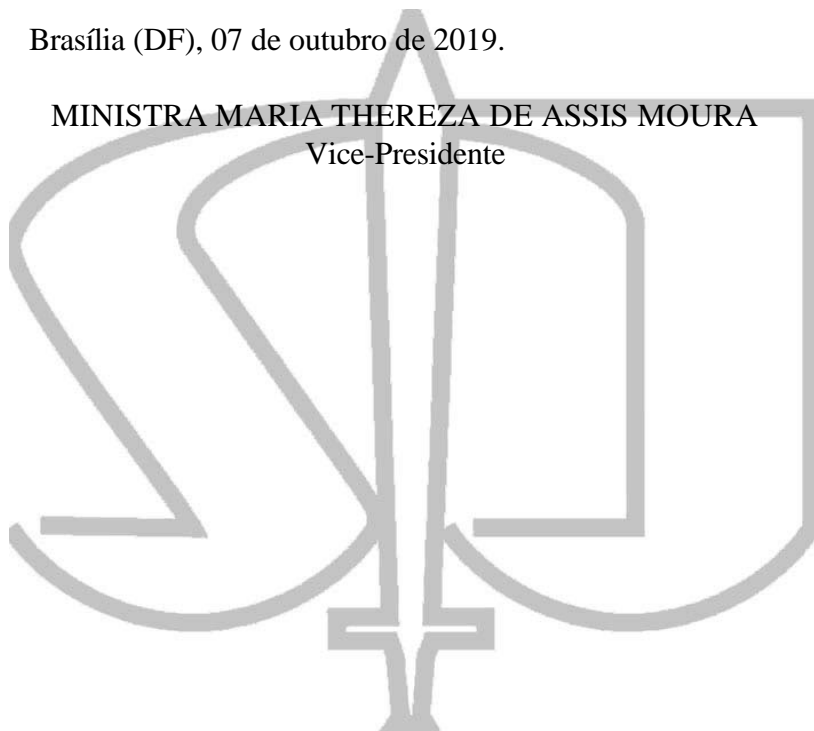 Brasília (DF), 07 de outubro de 2019.
MINISTRA MARIA THEREZA DE ASSIS MOURA
Vice-Presidente